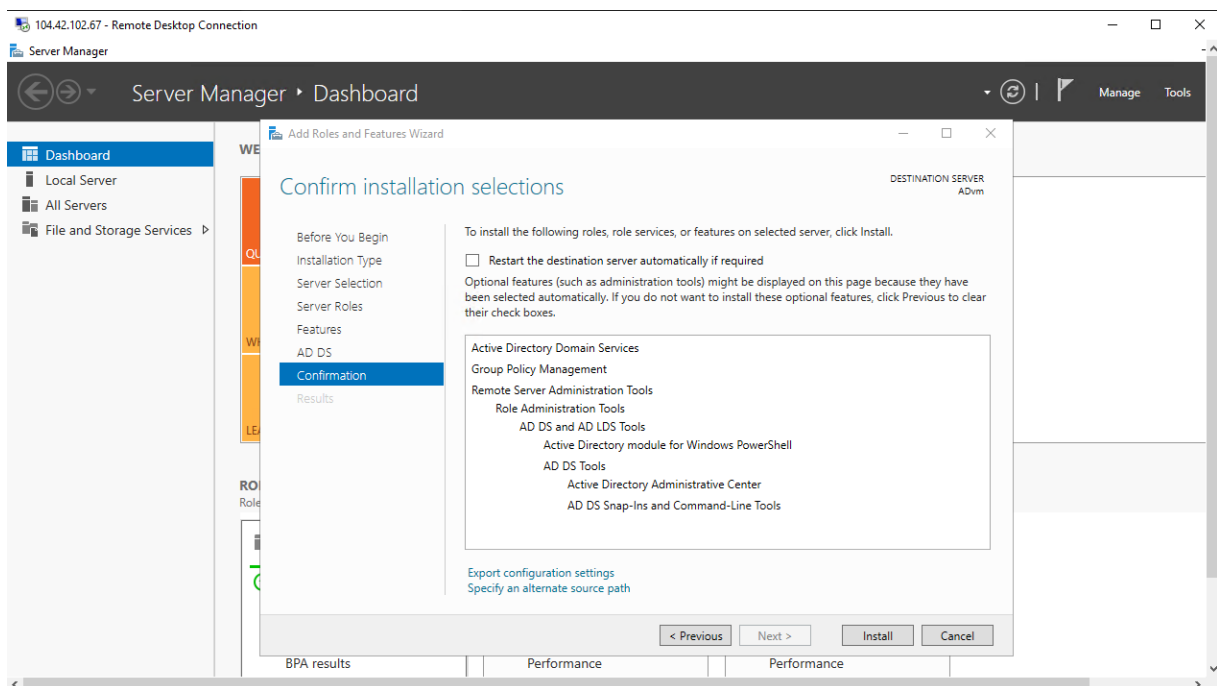 104.42.102.67 - Remote Desktop Connection
Server Manager
Server Manager ‣ Dashboard
Manage Tools
Dashboard
Local Server
All Servers
File and Storage Services
WE
QU
WH
LEA
ROL
Role
BPA results
Performance
Performance
Add Roles and Features Wizard
Confirm installation selections
DESTINATION SERVER
ADvm
Before You Begin
Installation Type
Server Selection
Server Roles
Features
AD DS
Confirmation
Results
To install the following roles, role services, or features on selected server, click Install.
Restart the destination server automatically if required
Optional features (such as administration tools) might be displayed on this page because they have
been selected automatically. If you do not want to install these optional features, click Previous to clear
their check boxes.
Active Directory Domain Services
Group Policy Management
Remote Server Administration Tools
Role Administration Tools
AD DS and AD LDS Tools
Active Directory module for Windows PowerShell
AD DS Tools
Active Directory Administrative Center
AD DS Snap-Ins and Command-Line Tools
Export configuration settings
Specify an alternate source path
< Previous
Next >
Install
Cancel